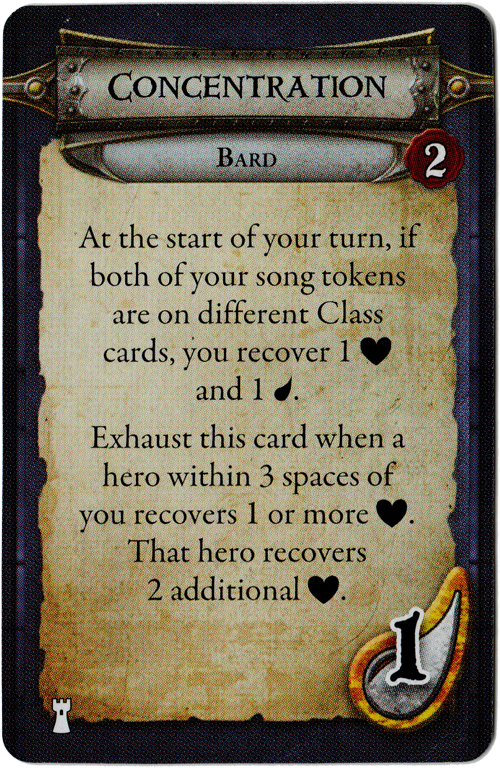 CONCENTRATION
BARD
2
At the start of your turn, if
both of your song tokens
are on different Class
cards, you recover 1 ♥
and 1 .
Exhaust this card when a
hero within 3 spaces of
you recovers 1 or more ♥.
That hero recovers
2 additional ♥.
1